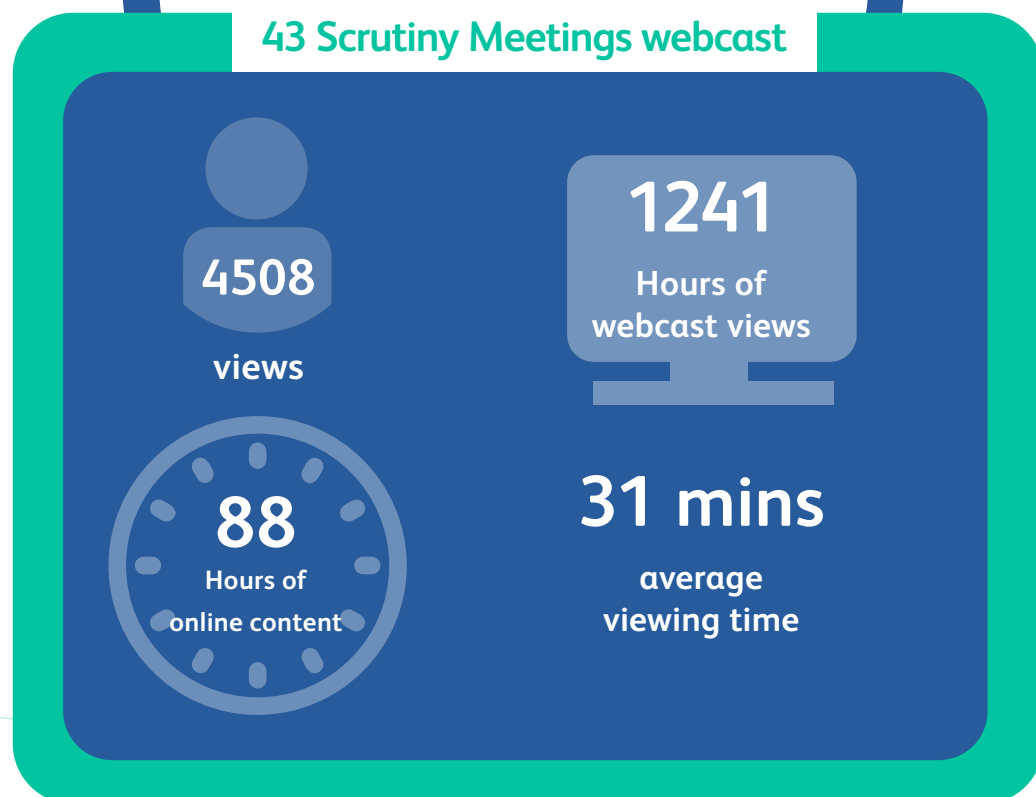 43 Scrutiny Meetings webcast
4508
views
1241
Hours of
webcast views
88
Hours of
online content
31 mins
average
viewing time